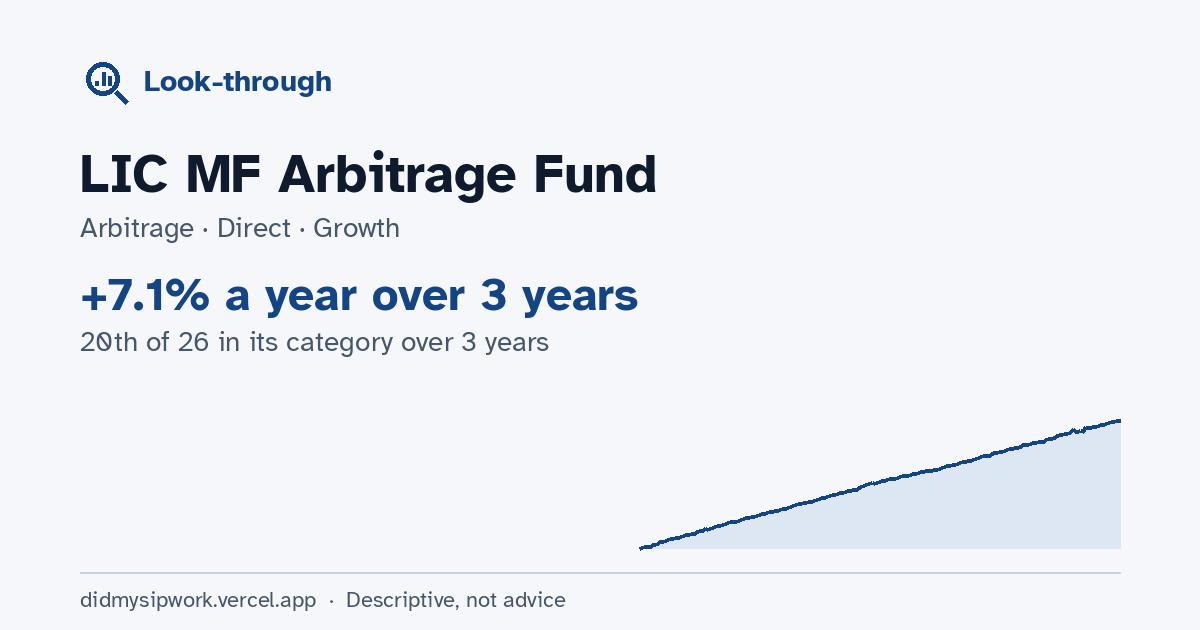 Look-through
LIC MF Arbitrage Fund
Arbitrage · Direct · Growth
+7.1% a year over 3 years
20th of 26 in its category over 3 years
didmysipwork.vercel.app · Descriptive, not advice